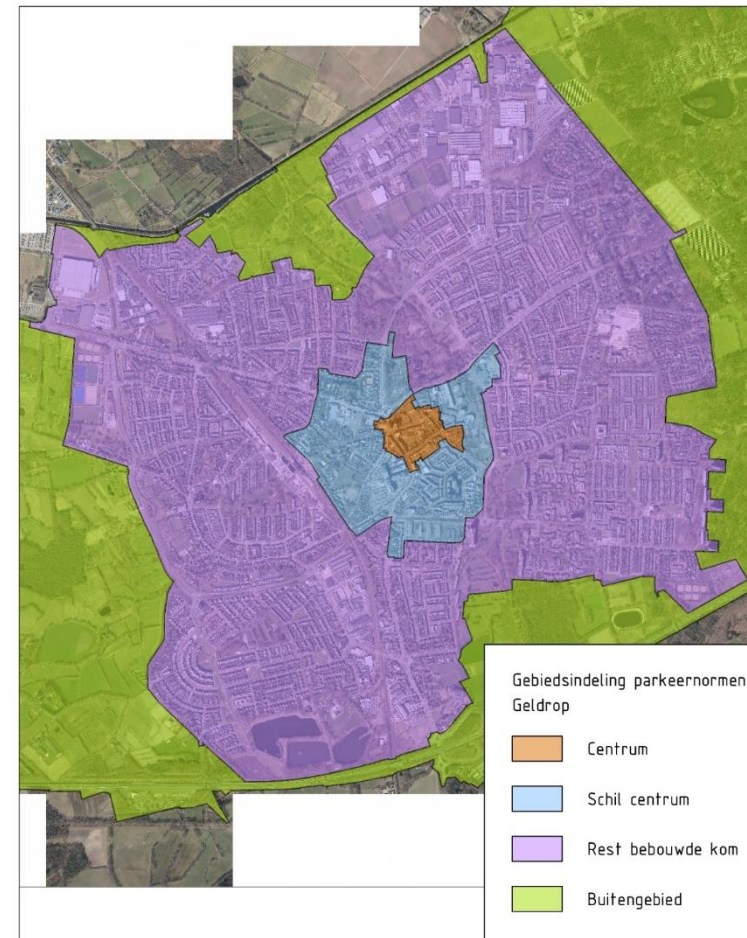 Gebiedsindeling parkeernormen
Geldrop
Centrum
Schil centrum
Rest bebouwde kom
Buitengebied